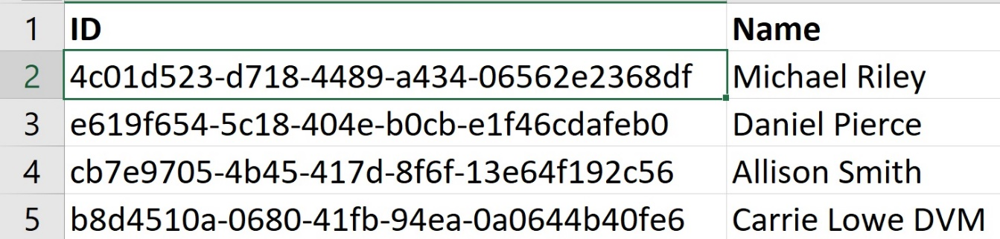 1 ID Name
2 4c01d523-d718-4489-a434-06562e2368df Michael Riley
3 e619f654-5c18-404e-b0cb-e1f46cdafeb0 Daniel Pierce
4 cb7e9705-4b45-417d-8f6f-13e64f192c56 Allison Smith
5 b8d4510a-0680-41fb-94ea-0a0644b40fe6 Carrie Lowe DVM